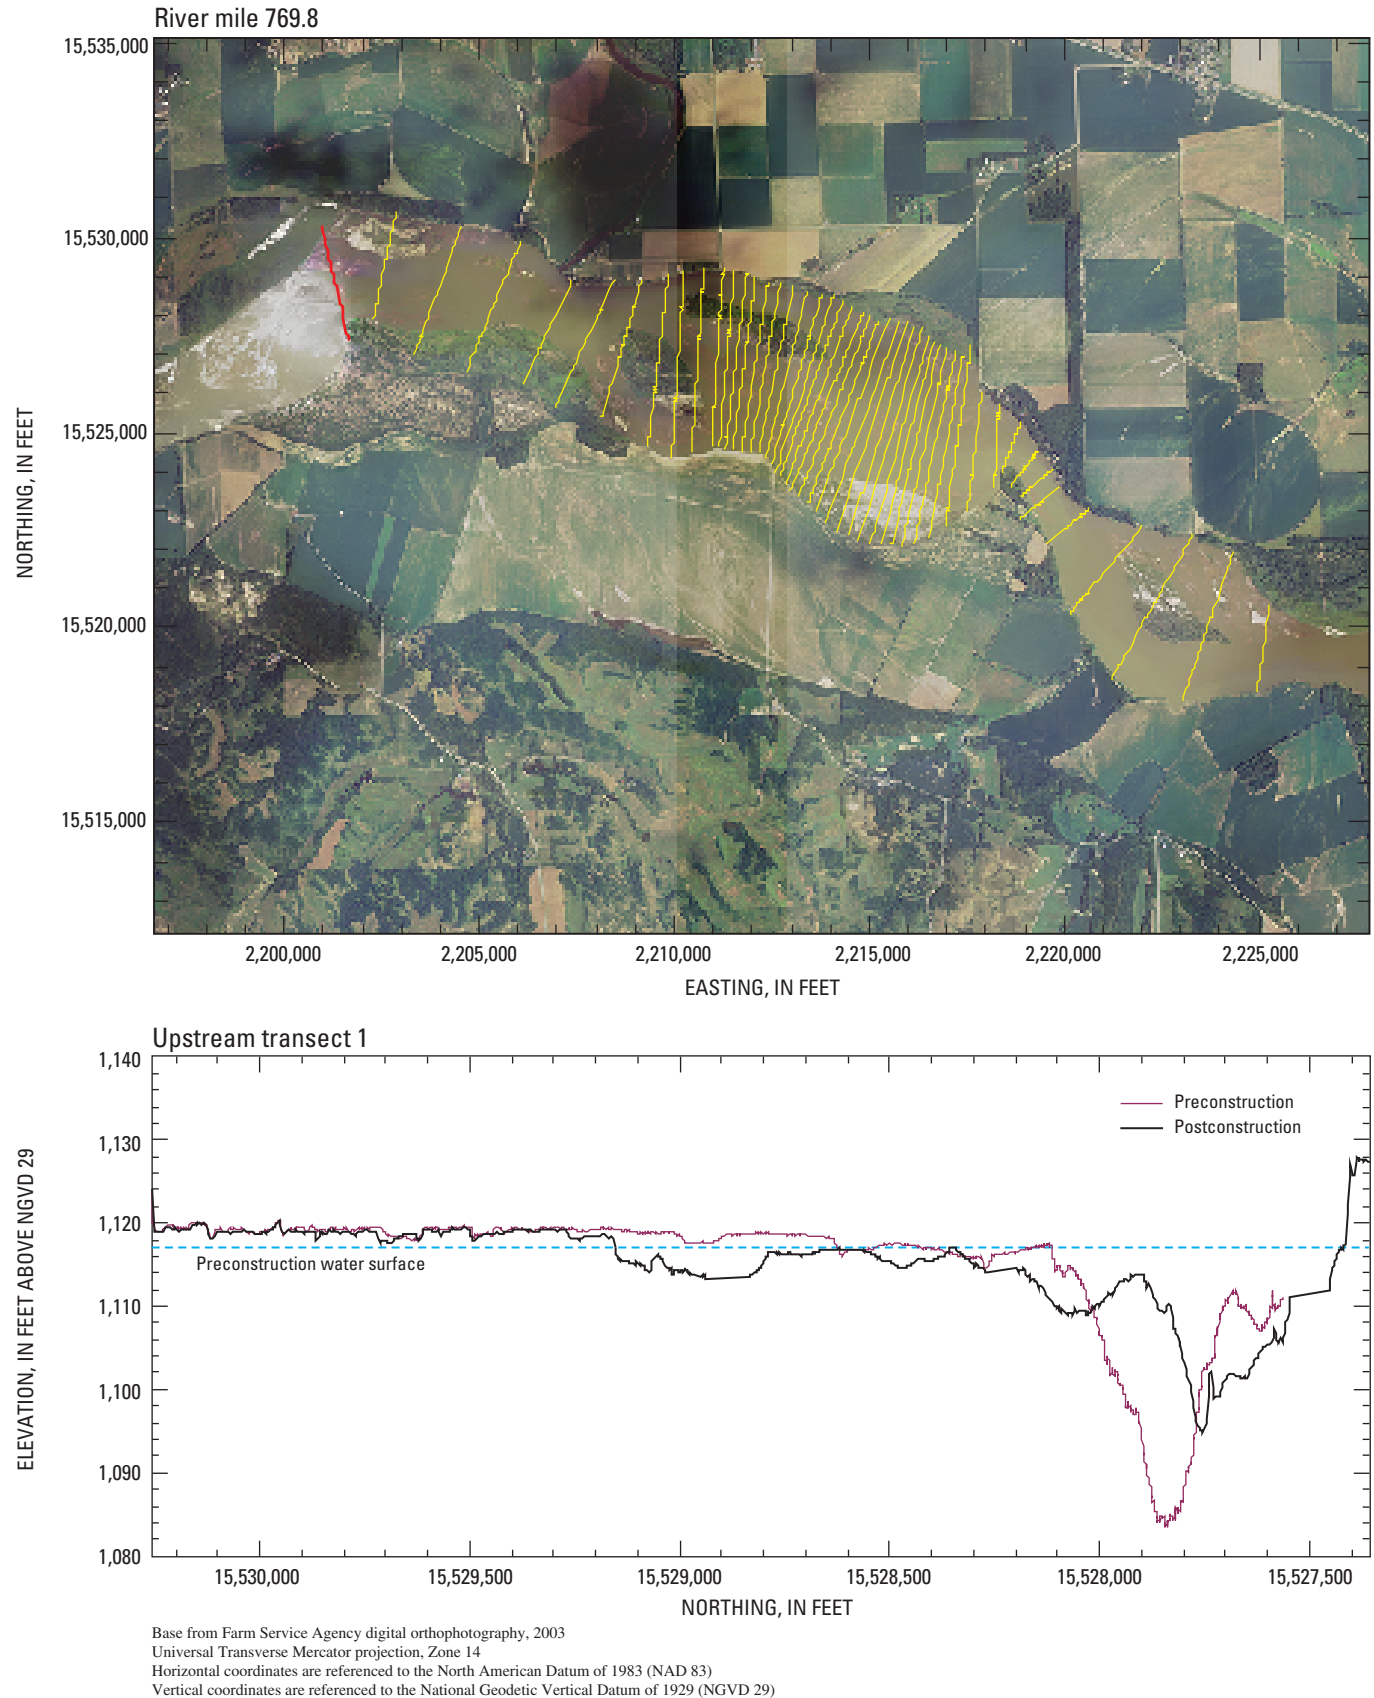 River mile 769.8
15,535,000
15,530,000
15,525,000
15,520,000
15,515,000
NORTHING, IN FEET
2,200,000 2,205,000 2,210,000 2,215,000 2,220,000 2,225,000
EASTING, IN FEET
Upstream transect 1
1,140
1,130
1,120
1,110
1,100
1,090
1,080
ELEVATION, IN FEET ABOVE NGVD 29
Preconstruction
Postconstruction
Preconstruction water surface
15,530,000 15,529,500 15,529,000 15,528,500 15,528,000 15,527,500
NORTHING, IN FEET
Base from Farm Service Agency digital orthophotography, 2003
Universal Transverse Mercator projection, Zone 14
Horizontal coordinates are referenced to the North American Datum of 1983 (NAD 83)
Vertical coordinates are referenced to the National Geodetic Vertical Datum of 1929 (NGVD 29)